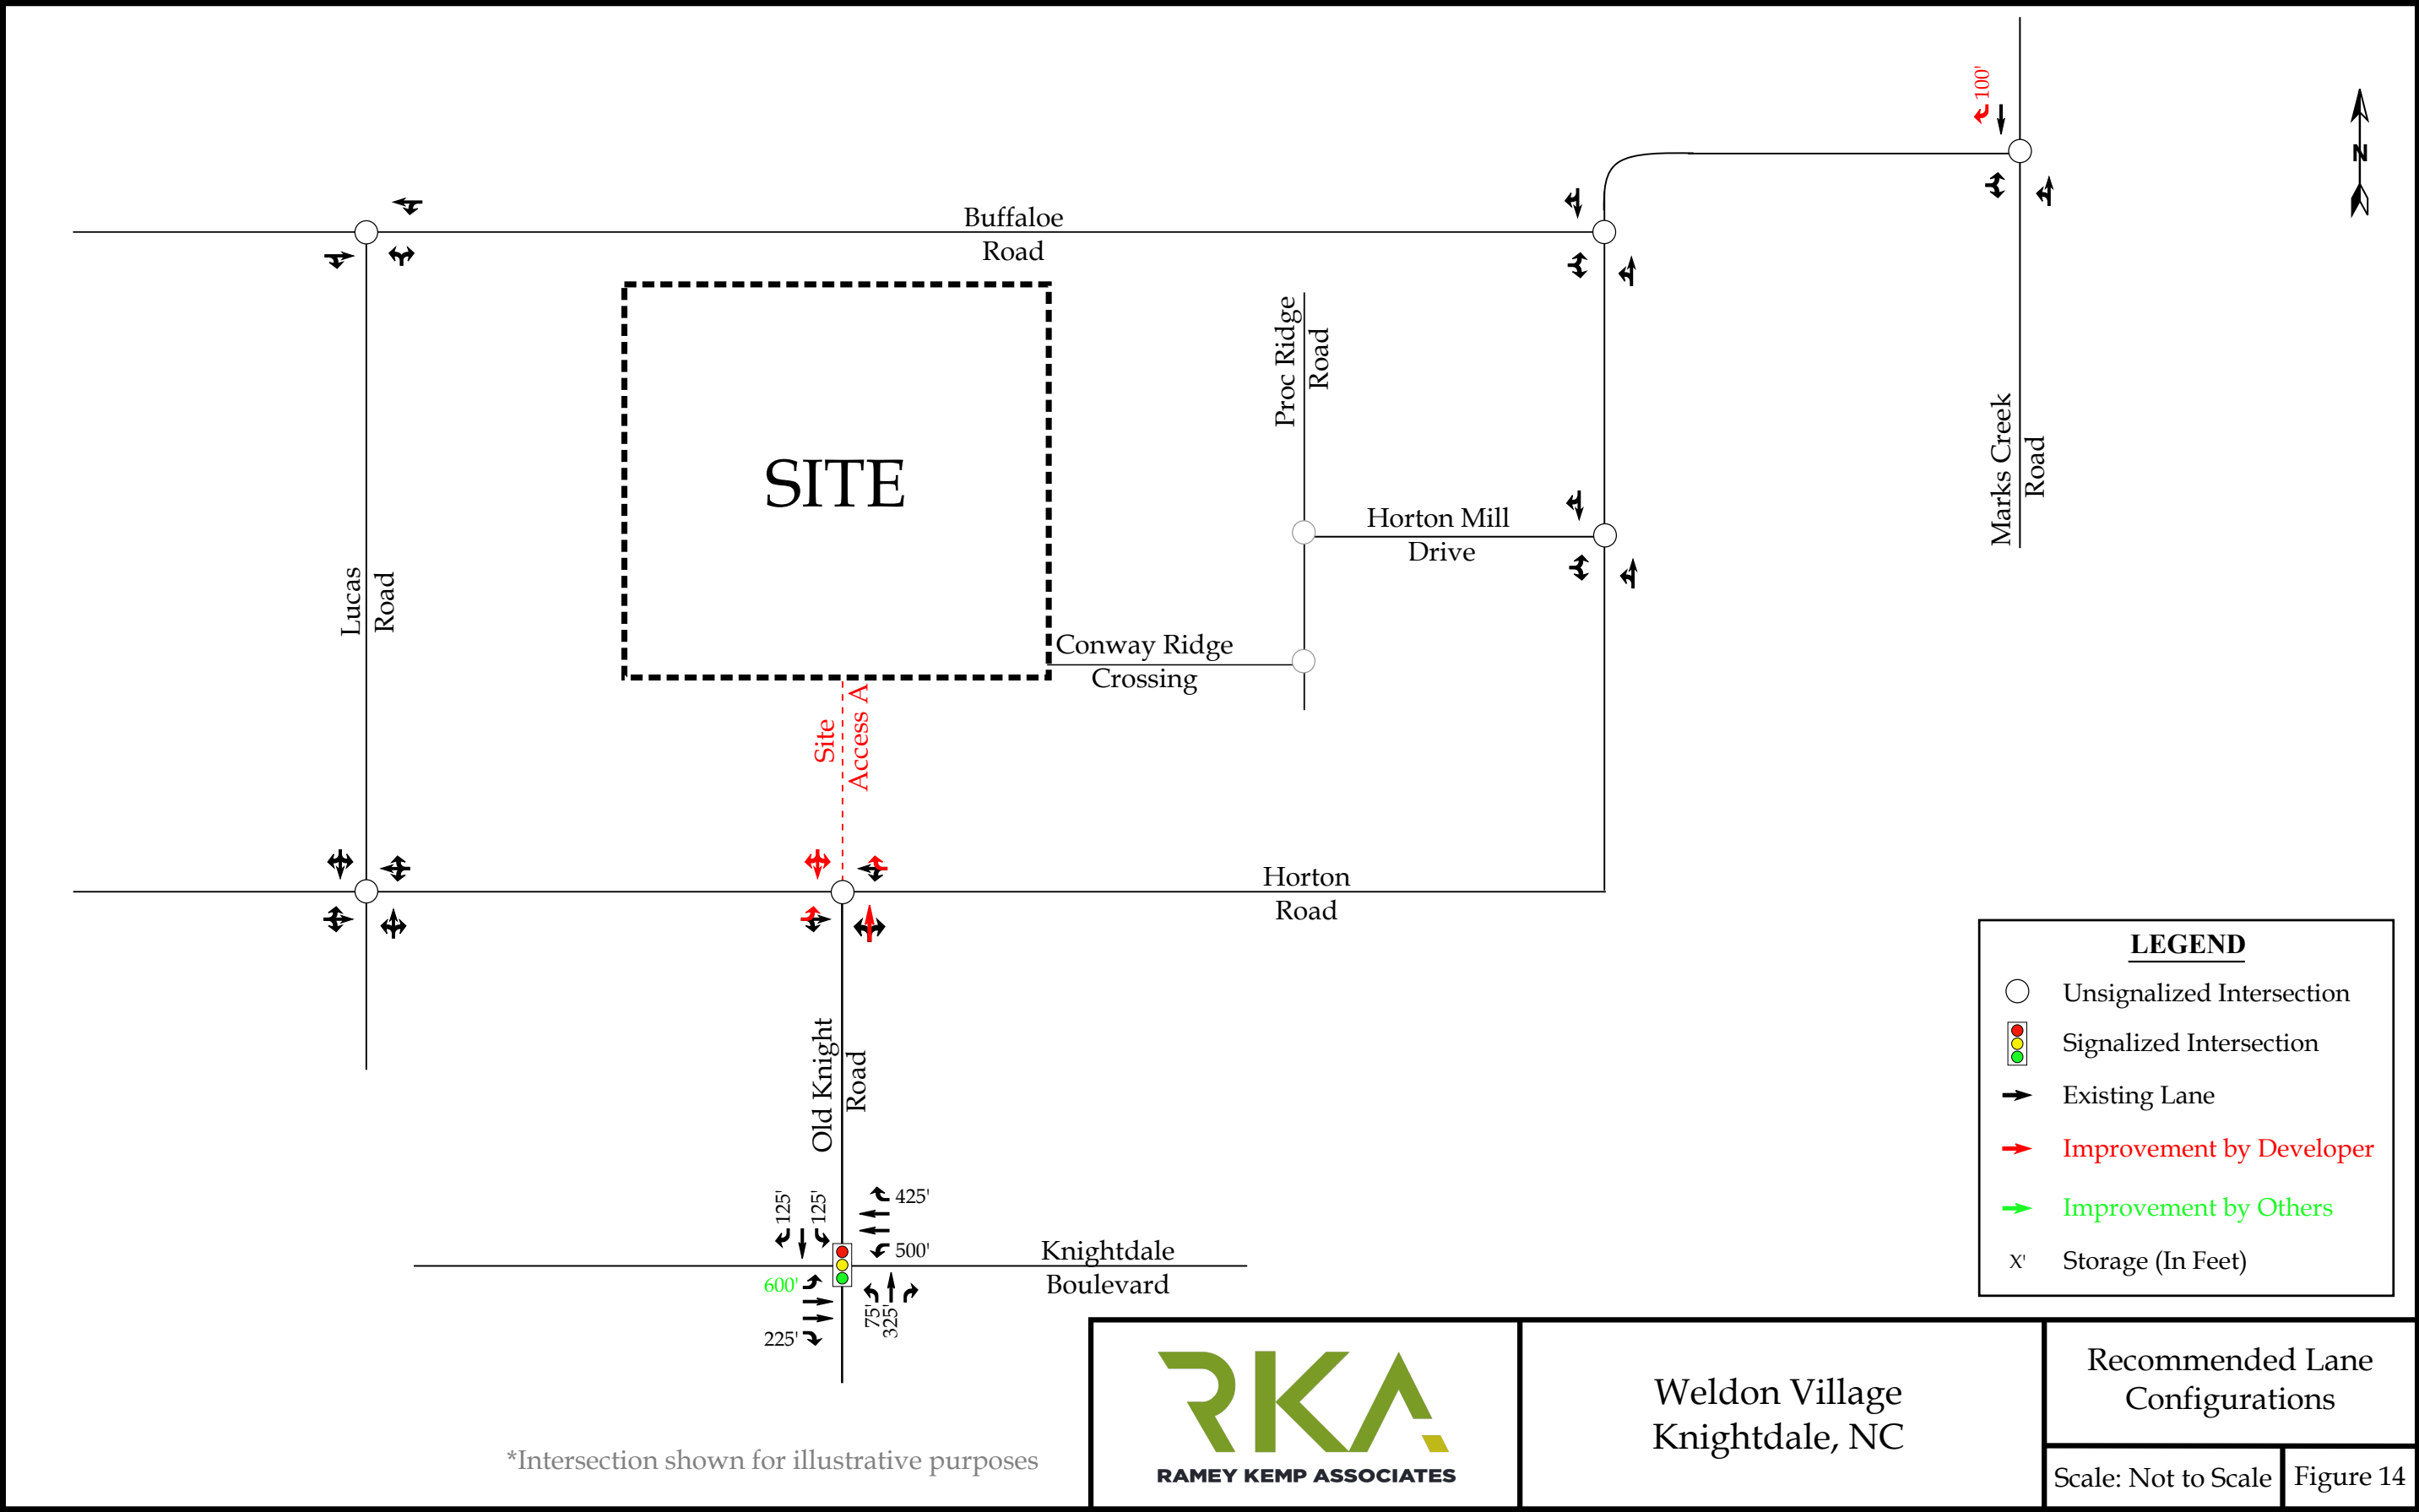 100'
N
Buffaloe
Road
Proc Ridge
Road
Marks Creek
Road
SITE
Horton Mill
Drive
Lucas
Road
Conway Ridge
Crossing
Site
Access A
Horton
Road
Old Knight
Road
LEGEND
Unsignalized Intersection
Signalized Intersection
Existing Lane
Improvement by Developer
Improvement by Others
X' Storage (In Feet)
125' 125' 425'
500'
600'
225'
75'
325'
Knightdale
Boulevard
*Intersection shown for illustrative purposes
RKA
RAMEY KEMP ASSOCIATES
Weldon Village
Knightdale, NC
Recommended Lane
Configurations
Scale: Not to Scale
Figure 14